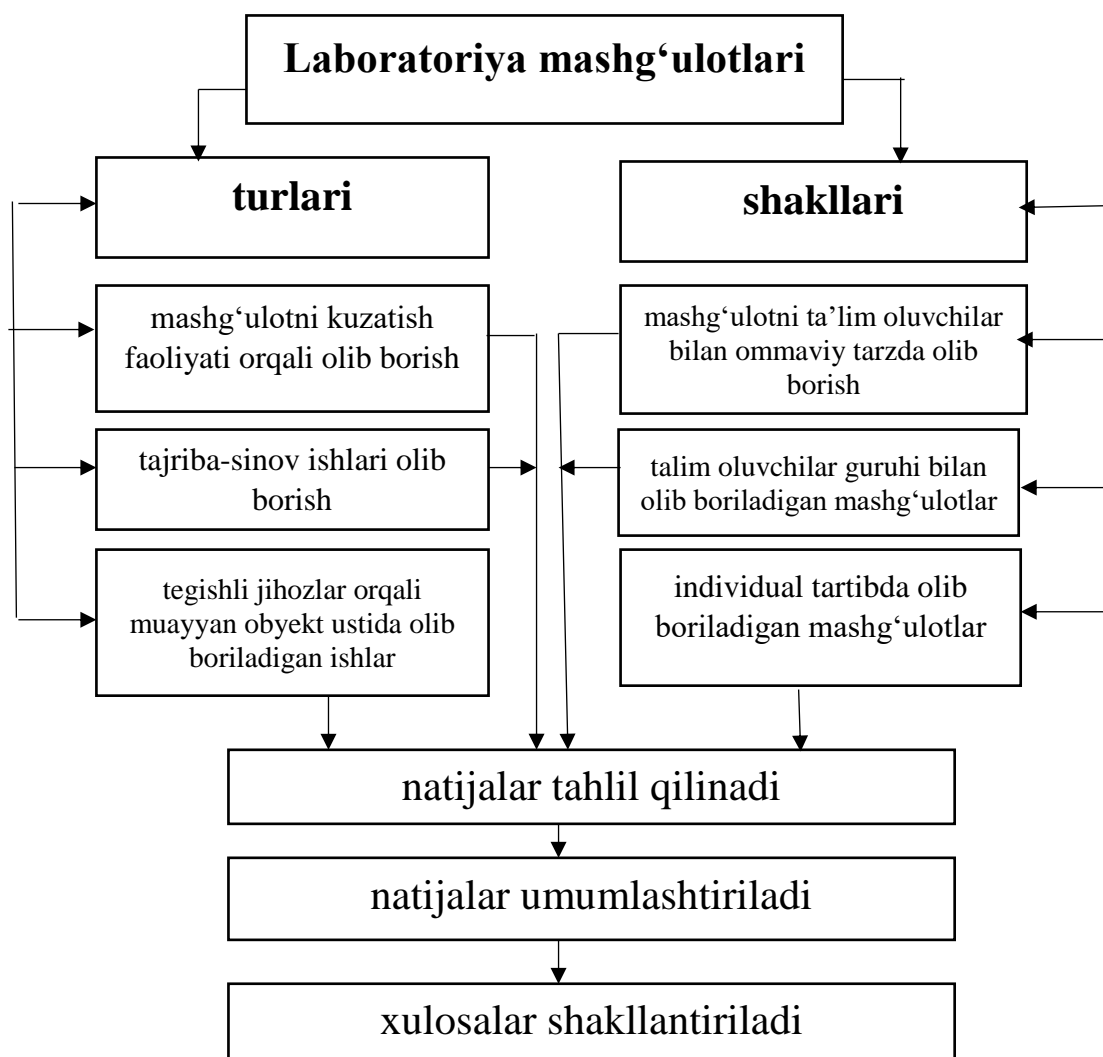 Laboratoriya mashg‘ulotlari
turlari
shakllari
mashg‘ulotni kuzatish
faoliyati orqali olib borish
mashg‘ulotni ta’lim oluvchilar
bilan ommaviy tarzda olib
borish
tajriba-sinov ishlari olib
borish
talim oluvchilar guruhi bilan
olib boriladigan mashg‘ulotlar
tegishli jihozlar orqali
muayyan obyekt ustida olib
boriladigan ishlar
individual tartibda olib
boriladigan mashg‘ulotlar
natijalar tahlil qilinadi
natijalar umumlashtiriladi
xulosalar shakllantiriladi